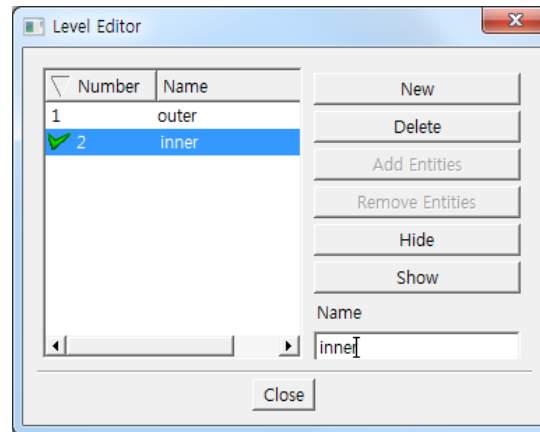 Level Editor
Number Name
1 outer
2 inner
New
Delete
Add Entities
Remove Entities
Hide
Show
Name
inner
Close